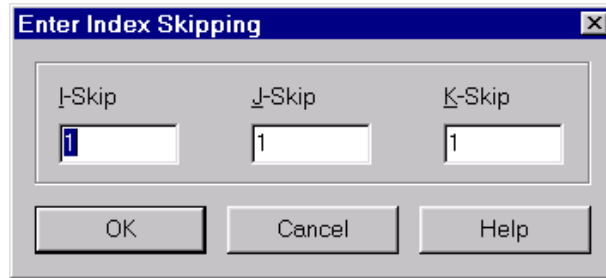 Enter Index Skipping
I-Skip J-Skip K-Skip
1 1 1
OK Cancel Help